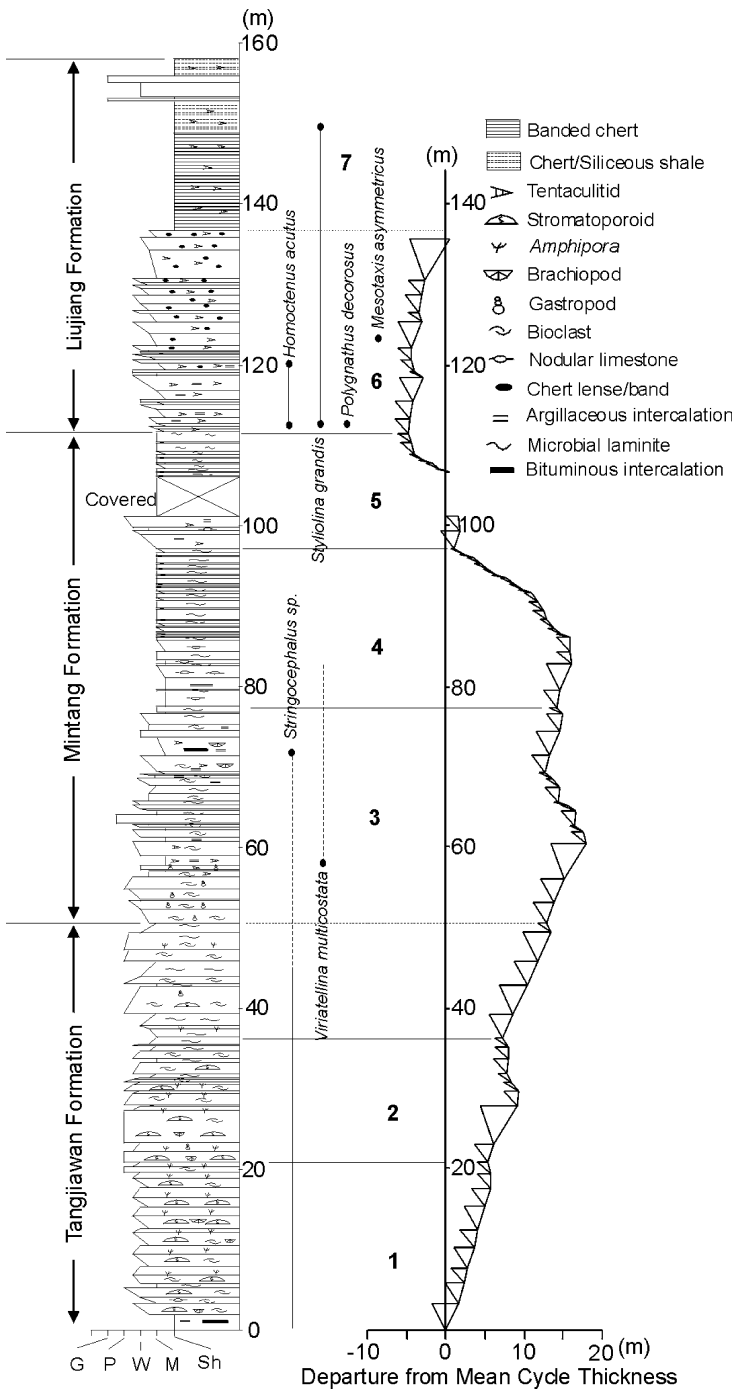 (m)
160
140
120
100
80
60
40
20
0
Liujiang Formation
Mintang Formation
Tangjiawan Formation
Covered
G P W M Sh
Homoctenus acutus
Styliolina grandis
Polygnathus decorosus
Mesotaxis asymmetricus
Stringocephalus sp.
Viriatellina multicostata
7
6
5
4
3
2
1
(m)
140
120
100
80
60
40
20
0
-10 0 10 20 (m)
Departure from Mean Cycle Thickness
Banded chert
Chert/Siliceous shale
Tentaculitid
Stromatoporoid
Amphipora
Brachiopod
Gastropod
Bioclast
Nodular limestone
Chert lense/band
Argillaceous intercalation
Microbial laminite
Bituminous intercalation